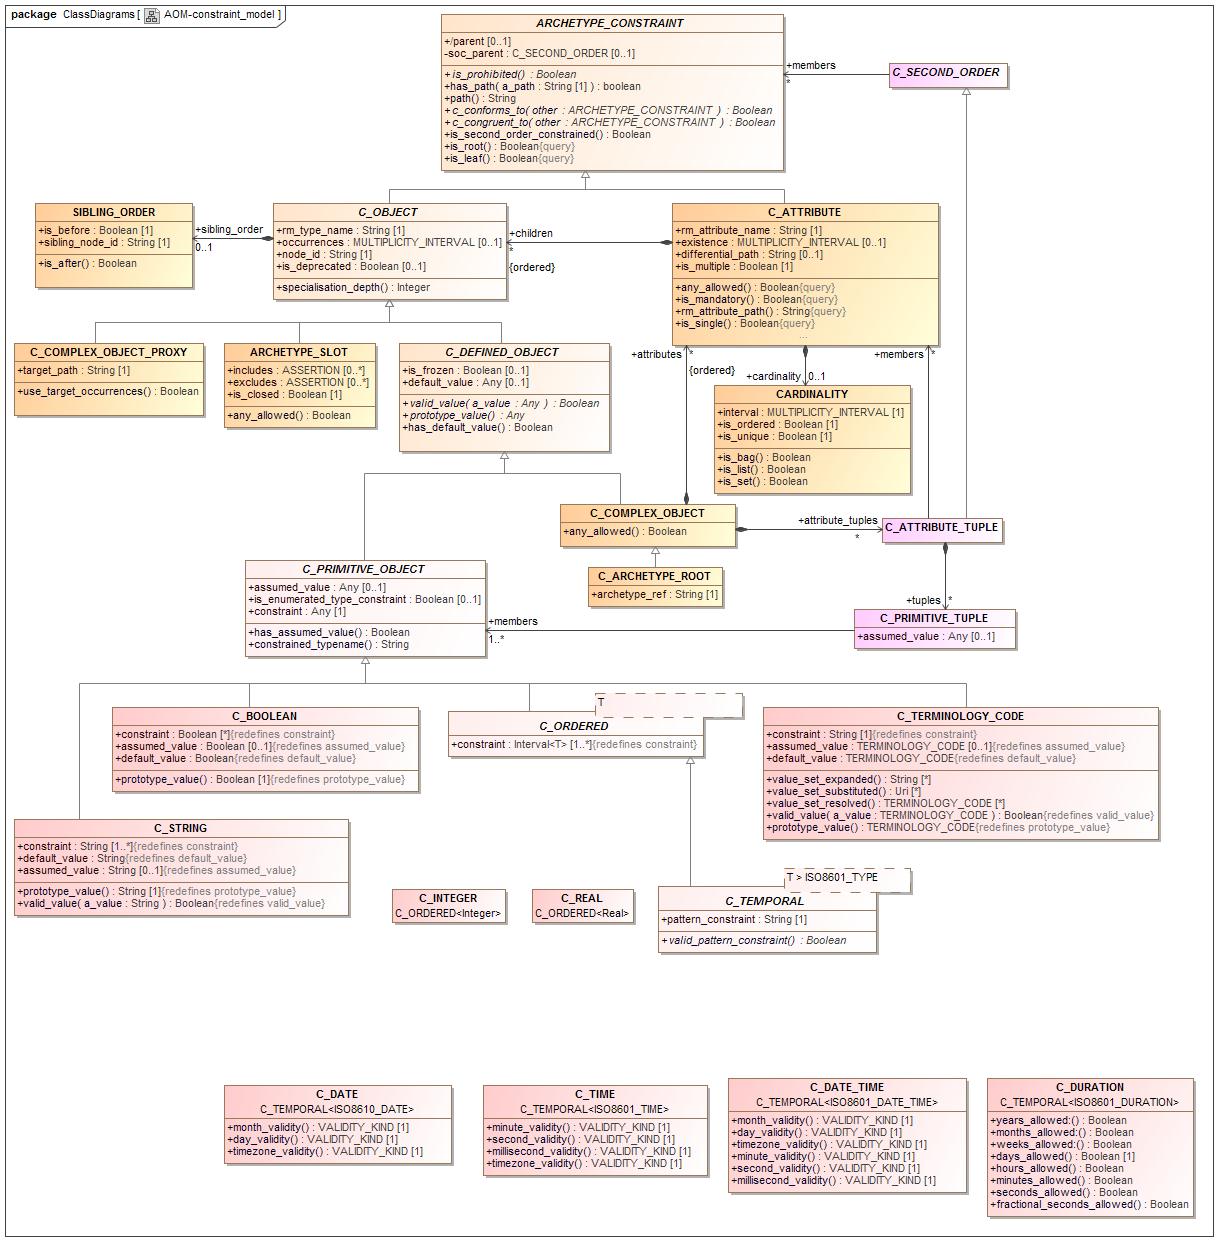 package ClassDiagrams [ AOM-constraint_model ]
ARCHETYPE_CONSTRAINT
+/parent [0..1]
-soc_parent : C_SECOND_ORDER [0..1]
+is_prohibited() : Boolean
+has_path( a_path : String [1] ) : boolean
+path() : String
+c_conforms_to( other : ARCHETYPE_CONSTRAINT ) : Boolean
+c_congruent_to( other : ARCHETYPE_CONSTRAINT ) : Boolean
+is_second_order_constrained() : Boolean
+is_root() : Boolean{query}
+is_leaf() : Boolean{query}
+members
*
C_SECOND_ORDER
SIBLING_ORDER
+is_before : Boolean [1]
+sibling_node_id : String [1]
+is_after() : Boolean
+sibling_order
0..1
C_OBJECT
+rm_type_name : String [1]
+occurrences : MULTIPLICITY_INTERVAL [0..1]
+node_id : String [1]
+is_deprecated : Boolean [0..1]
+specialisation_depth() : Integer
+children
*
{ordered}
C_ATTRIBUTE
+rm_attribute_name : String [1]
+existence : MULTIPLICITY_INTERVAL [0..1]
+differential_path : String [0..1]
+is_multiple : Boolean [1]
+any_allowed() : Boolean{query}
+is_mandatory() : Boolean{query}
+rm_attribute_path() : String{query}
+is_single() : Boolean{query}
...
C_COMPLEX_OBJECT_PROXY
+target_path : String [1]
+use_target_occurrences() : Boolean
ARCHETYPE_SLOT
+includes : ASSERTION [0..*]
+excludes : ASSERTION [0..*]
+is_closed : Boolean [1]
+any_allowed() : Boolean
C_DEFINED_OBJECT
+is_frozen : Boolean [0..1]
+default_value : Any [0..1]
+valid_value( a_value : Any ) : Boolean
+prototype_value() : Any
+has_default_value() : Boolean
+attributes
*
{ordered}
+cardinality
0..1
+members
*
CARDINALITY
+interval : MULTIPLICITY_INTERVAL [1]
+is_ordered : Boolean [1]
+is_unique : Boolean [1]
+is_bag() : Boolean
+is_list() : Boolean
+is_set() : Boolean
C_COMPLEX_OBJECT
+any_allowed() : Boolean
+attribute_tuples
*
C_ATTRIBUTE_TUPLE
C_ARCHETYPE_ROOT
+archetype_ref : String [1]
C_PRIMITIVE_OBJECT
+assumed_value : Any [0..1]
+is_enumerated_type_constraint : Boolean [0..1]
+constraint : Any [1]
+has_assumed_value() : Boolean
+constrained_typename() : String
+members
1..*
+tuples
*
C_PRIMITIVE_TUPLE
+assumed_value : Any [0..1]
C_BOOLEAN
+constraint : Boolean [*]{redefines constraint}
+assumed_value : Boolean [0..1]{redefines assumed_value}
+default_value : Boolean{redefines default_value}
+prototype_value() : Boolean [1]{redefines prototype_value}
T
C_ORDERED
+constraint : Interval<T> [1..*]{redefines constraint}
C_TERMINOLOGY_CODE
+constraint : String [1]{redefines constraint}
+assumed_value : TERMINOLOGY_CODE [0..1]{redefines assumed_value}
+default_value : TERMINOLOGY_CODE{redefines default_value}
+value_set_expanded() : String [*]
+value_set_substituted() : Uri [*]
+value_set_resolved() : TERMINOLOGY_CODE [*]
+valid_value( a_value : TERMINOLOGY_CODE ) : Boolean{redefines valid_value}
+prototype_value() : TERMINOLOGY_CODE{redefines prototype_value}
C_STRING
+constraint : String [1..*]{redefines constraint}
+default_value : String{redefines default_value}
+assumed_value : String [0..1]{redefines assumed_value}
+prototype_value() : String [1]{redefines prototype_value}
+valid_value( a_value : String ) : Boolean{redefines valid_value}
C_INTEGER
C_ORDERED<Integer>
C_REAL
C_ORDERED<Real>
T > ISO8601_TYPE
C_TEMPORAL
+pattern_constraint : String [1]
+valid_pattern_constraint() : Boolean
C_DATE
C_TEMPORAL<ISO8610_DATE>
+month_validity() : VALIDITY_KIND [1]
+day_validity() : VALIDITY_KIND [1]
+timezone_validity() : VALIDITY_KIND [1]
C_TIME
C_TEMPORAL<ISO8601_TIME>
+minute_validity() : VALIDITY_KIND [1]
+second_validity() : VALIDITY_KIND [1]
+millisecond_validity() : VALIDITY_KIND [1]
+timezone_validity() : VALIDITY_KIND [1]
C_DATE_TIME
C_TEMPORAL<ISO8601_DATE_TIME>
+month_validity() : VALIDITY_KIND [1]
+day_validity() : VALIDITY_KIND [1]
+timezone_validity() : VALIDITY_KIND [1]
+minute_validity() : VALIDITY_KIND [1]
+second_validity() : VALIDITY_KIND [1]
+millisecond_validity() : VALIDITY_KIND [1]
C_DURATION
C_TEMPORAL<ISO8601_DURATION>
+years_allowed:() : Boolean
+months_allowed:() : Boolean
+weeks_allowed:() : Boolean
+days_allowed() : Boolean [1]
+hours_allowed() : Boolean
+minutes_allowed() : Boolean
+seconds_allowed() : Boolean
+fractional_seconds_allowed() : Boolean